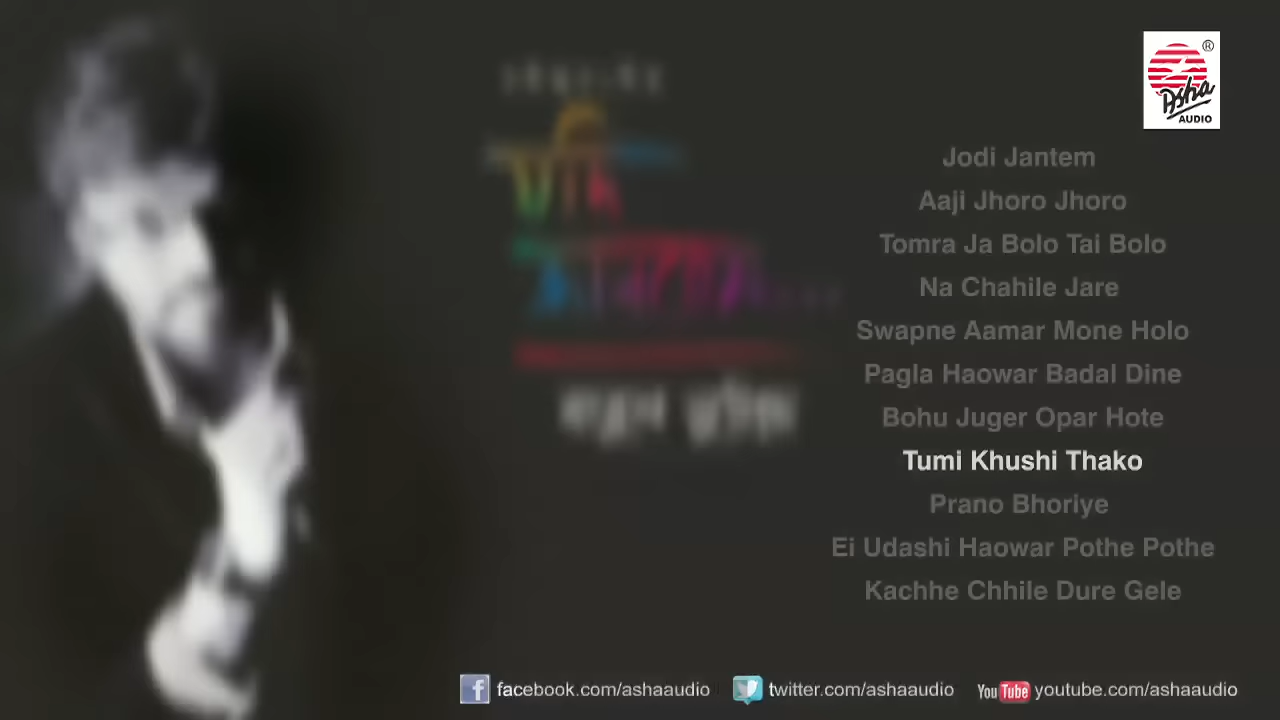 Asha
AUDIO
®
Jodi Jantem
Aaji Jhoro Jhoro
Tomra Ja Bolo Tai Bolo
Na Chahile Jare
Swapne Aamar Mone Holo
Pagla Haowar Badal Dine
Bohu Juger Opar Hote
Tumi Khushi Thako
Prano Bhoriye
Ei Udashi Haowar Pothe Pothe
Kachhe Chhile Dure Gele
f facebook.com/ashaaudio
twitter.com/ashaaudio
YouTube youtube.com/ashaaudio